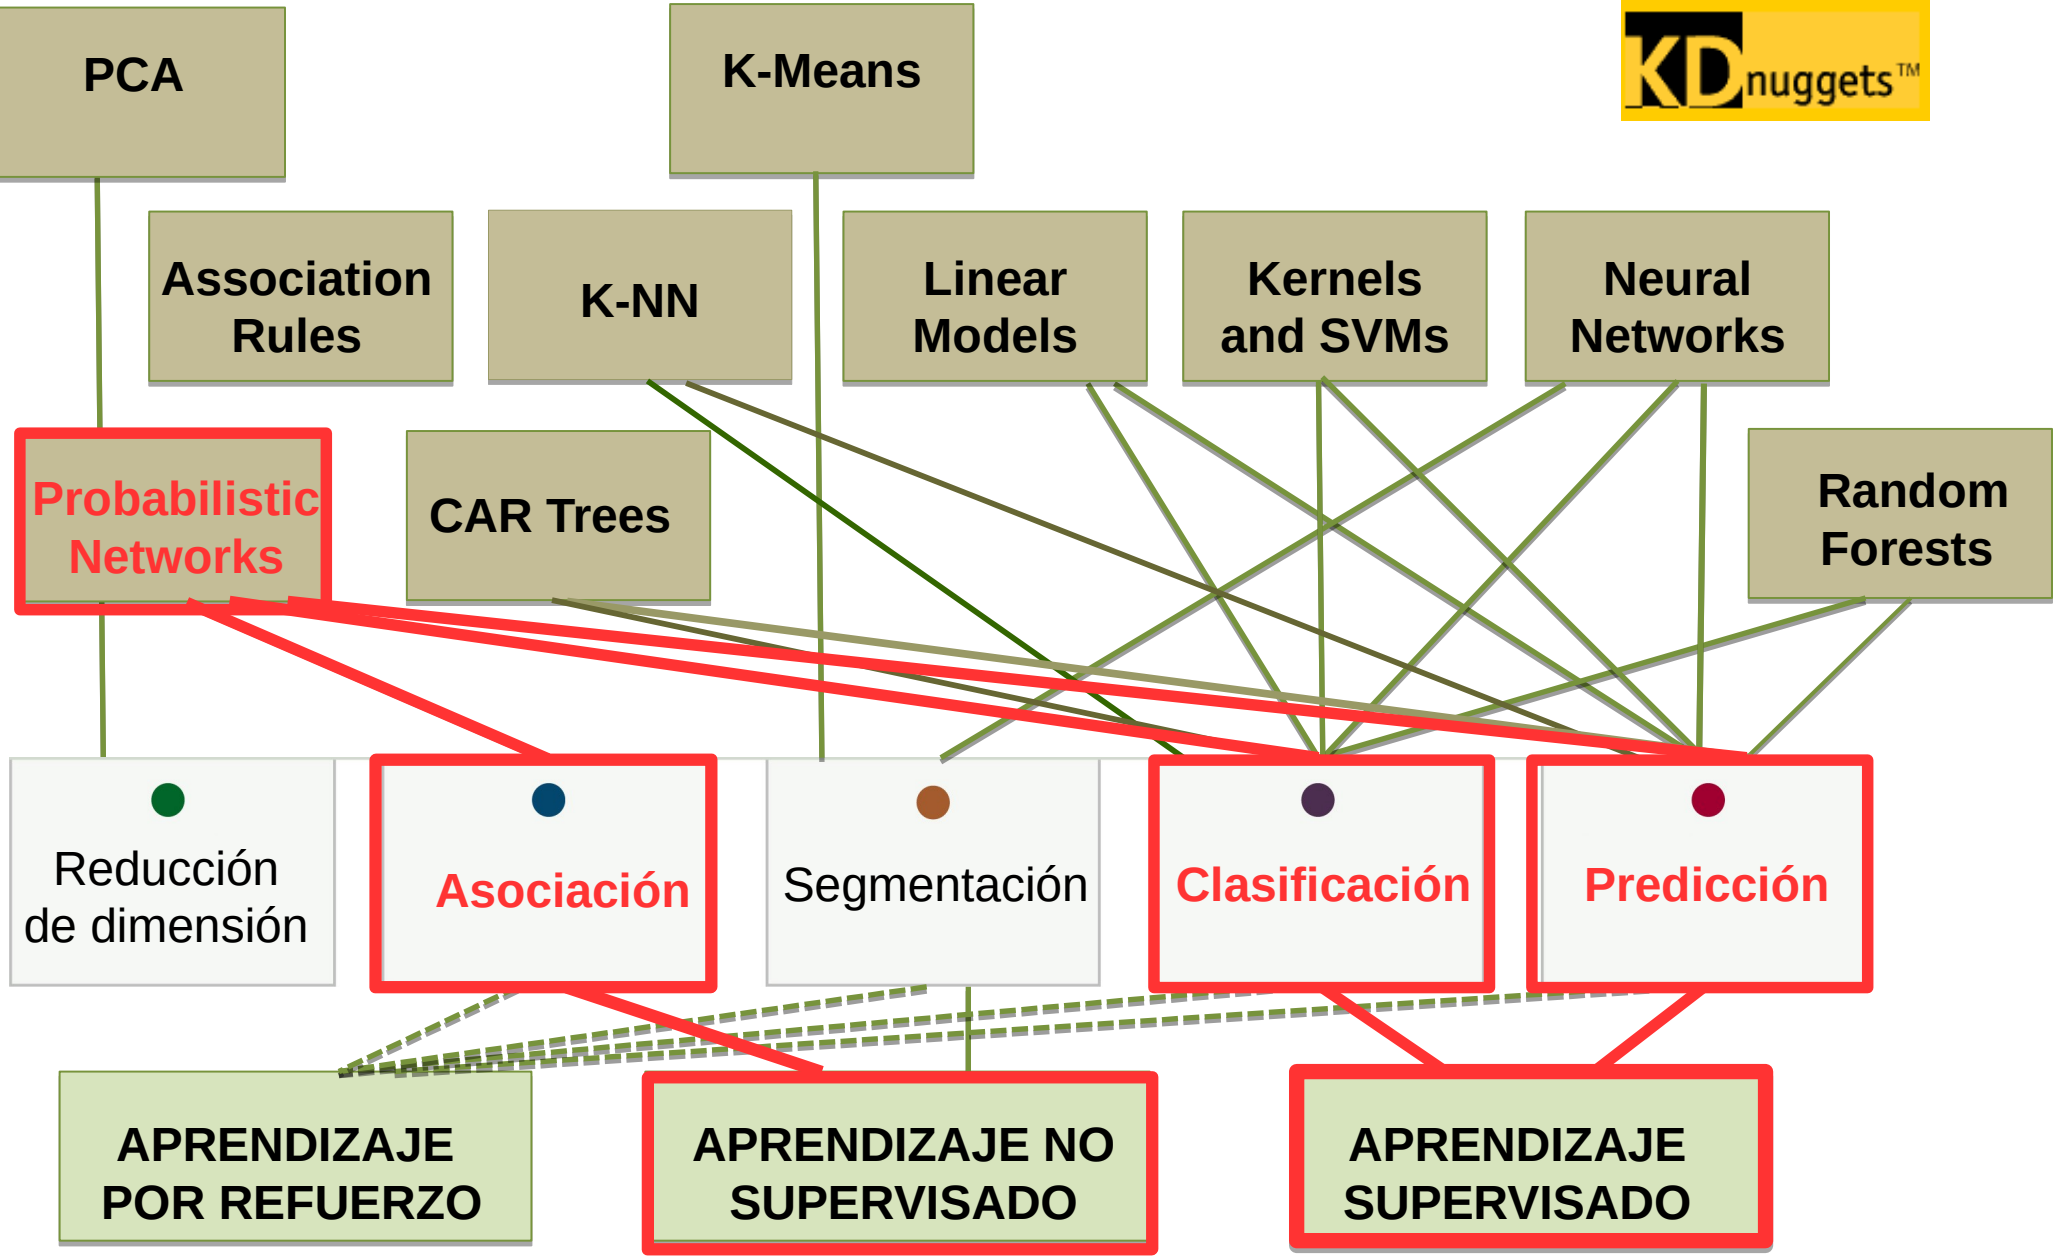 PCA
K-Means
KDnuggets™
Association
Rules
K-NN
Linear
Models
Kernels
and SVMs
Neural
Networks
Probabilistic
Networks
CAR Trees
Random
Forests
Reducción
de dimensión
Asociación
Segmentación
Clasificación
Predicción
APRENDIZAJE
POR REFUERZO
APRENDIZAJE NO
SUPERVISADO
APRENDIZAJE
SUPERVISADO